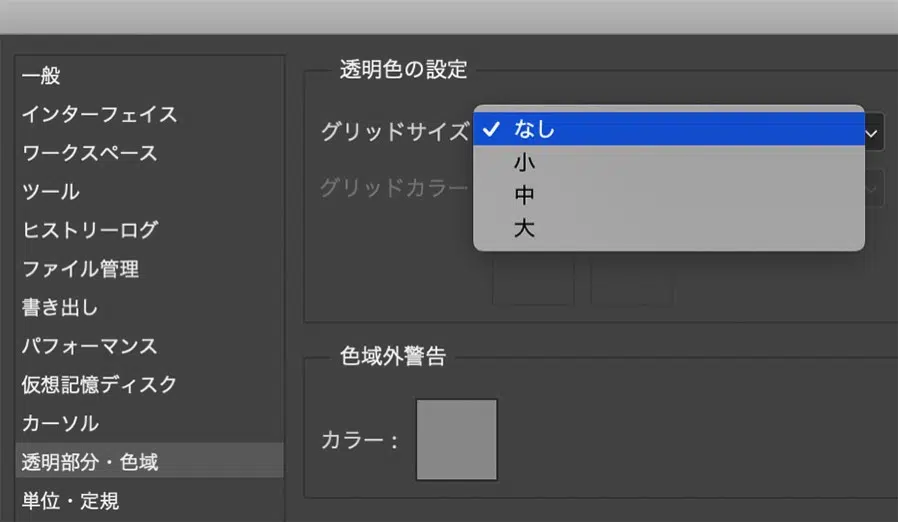 一般
インターフェイス
ワークスペース
ツール
ヒストリーログ
ファイル管理
書き出し
パフォーマンス
仮想記憶ディスク
カーソル
透明部分・色域
単位・定規
透明色の設定
グリッドサイズ
なし
小
中
大
グリッドカラー
色域外警告
カラー：